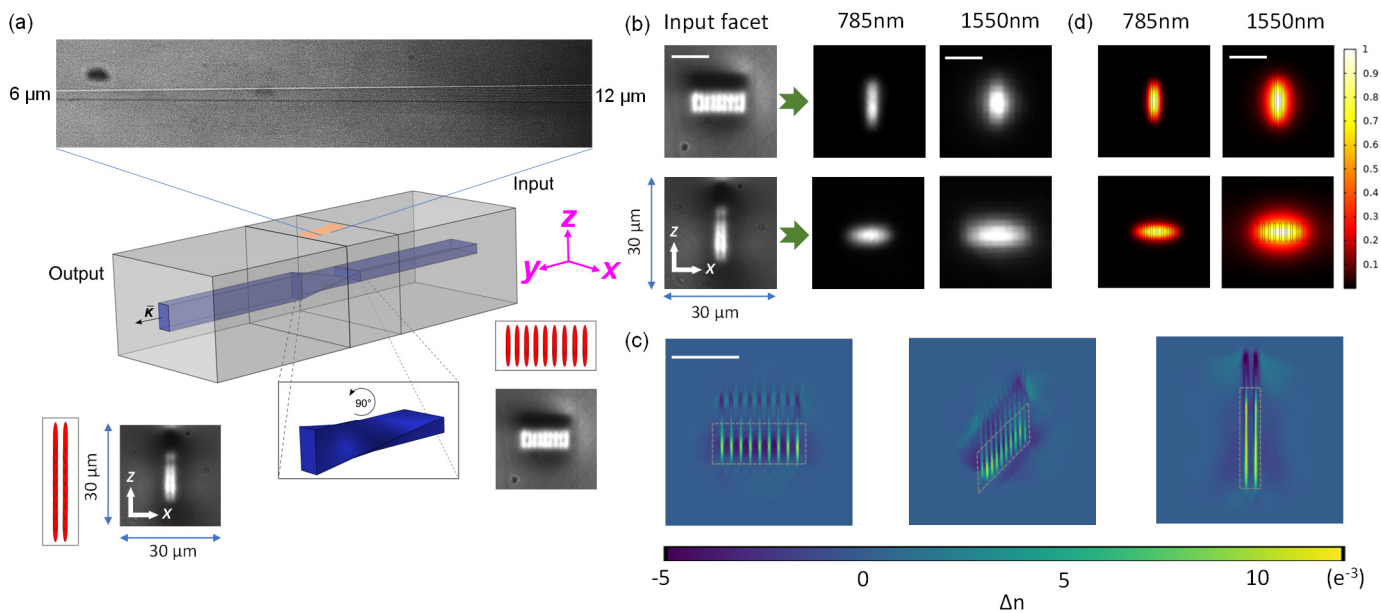 (a)
6 µm
12 µm
Input
Output
z
y
x
κ̄
90°
30 µm
z
x
30 µm
(b)
Input facet
785nm
1550nm
30 µm
z
x
30 µm
(d)
785nm
1550nm
1
0.9
0.8
0.7
0.6
0.5
0.4
0.3
0.2
0.1
(c)
-5
0
5
10
(e⁻³)
Δn